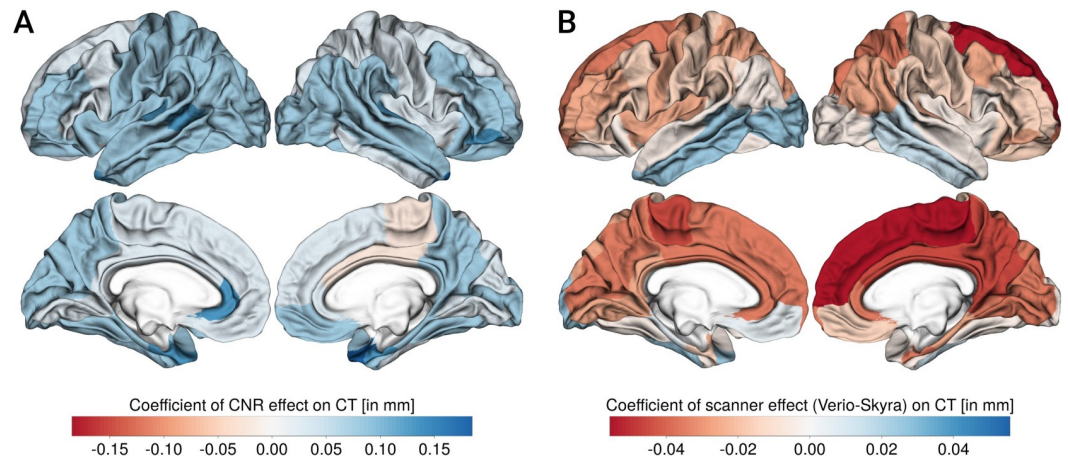 A
B
Coefficient of CNR effect on CT [in mm]
-0.15 -0.10 -0.05 0.00 0.05 0.10 0.15
Coefficient of scanner effect (Verio-Skyra) on CT [in mm]
-0.04 -0.02 0.00 0.02 0.04